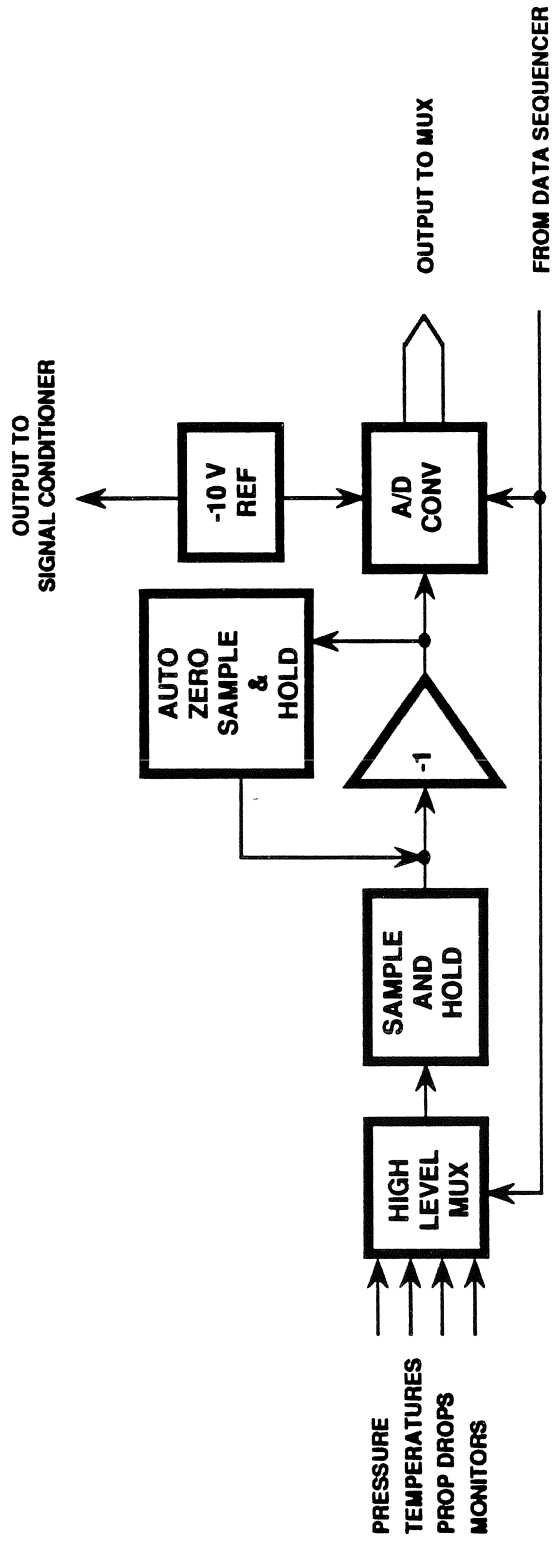 OUTPUT TO
SIGNAL CONDITIONER
-10 V
REF
AUTO
ZERO
SAMPLE
&
HOLD
PRESSURE
TEMPERATURES
PROP DROPS
MONITORS
HIGH
LEVEL
MUX
SAMPLE
AND
HOLD
-1
A/D
CONV
OUTPUT TO MUX
FROM DATA SEQUENCER